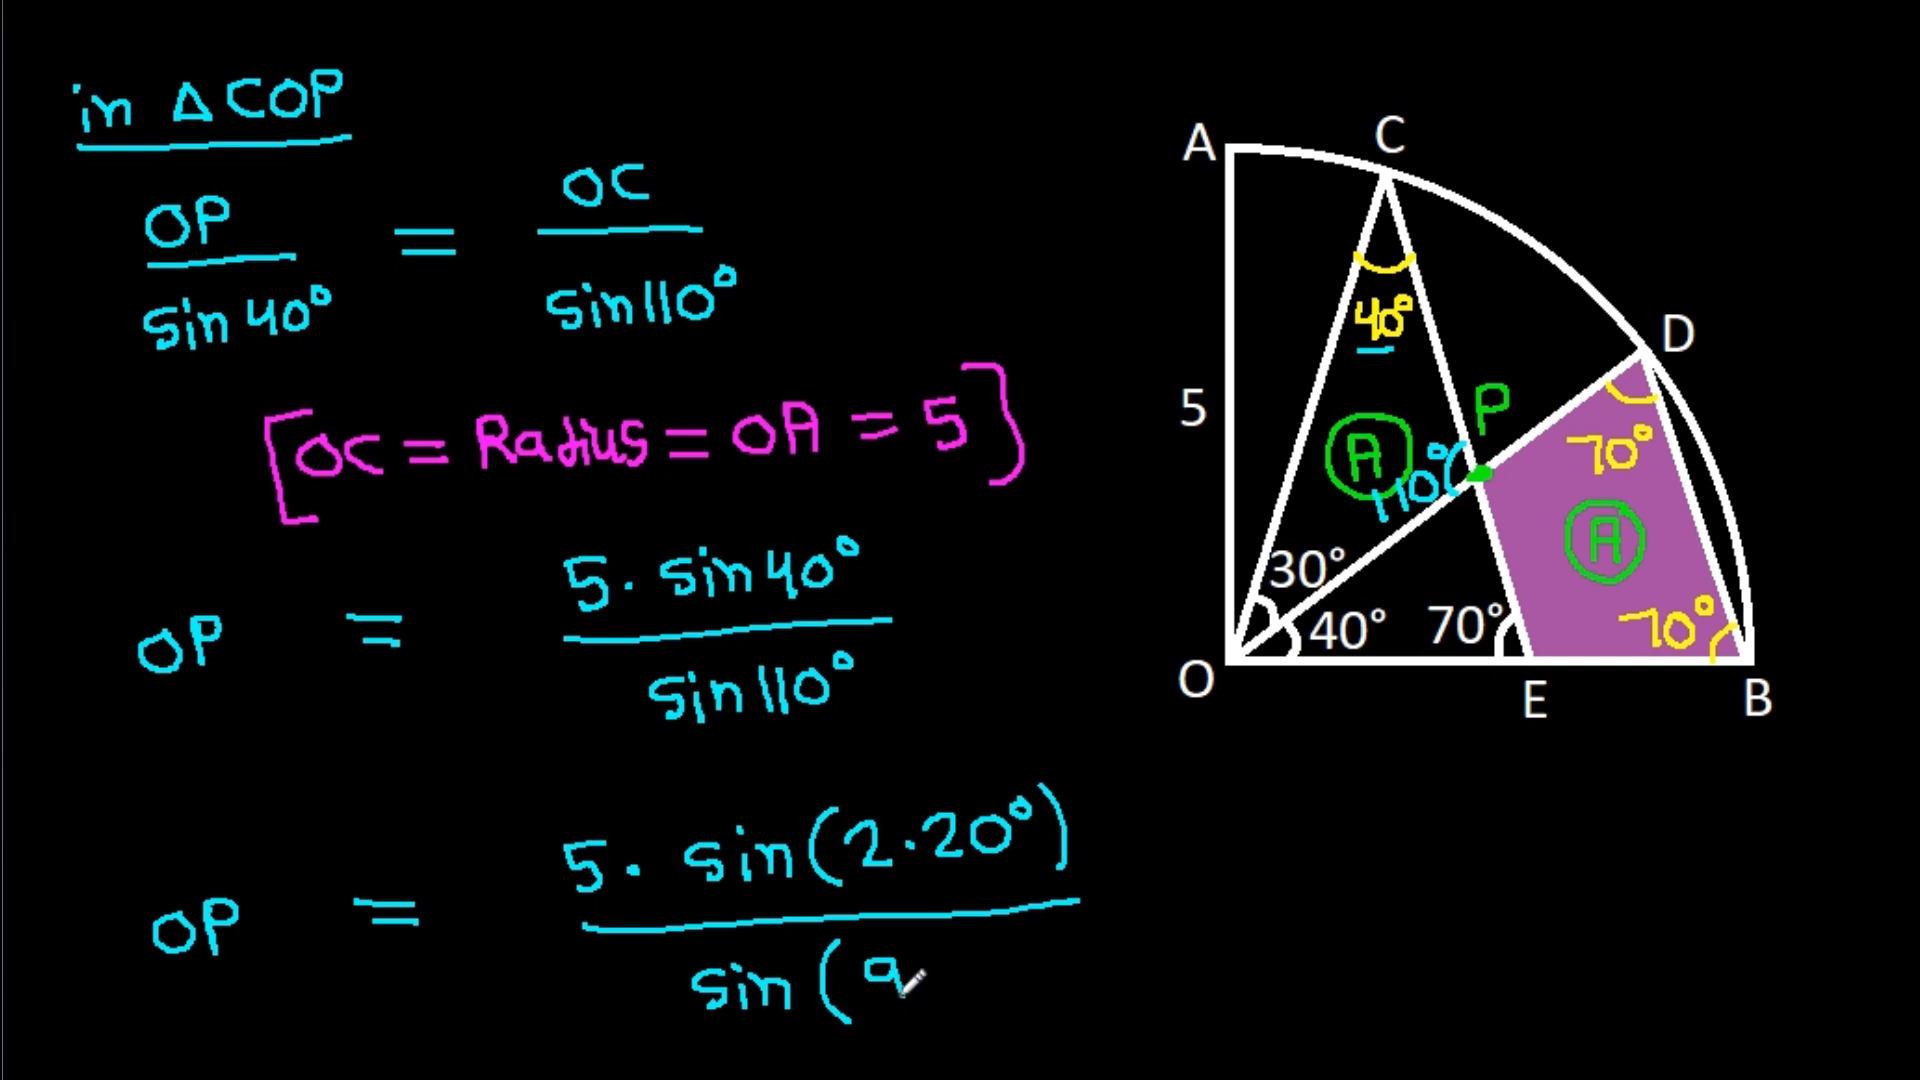 in Δ COP
OP / sin 40° = OC / sin 110°
[OC = Radius = OA = 5]
OP = 5 · sin 40° / sin 110°
OP = 5 · sin (2 · 20°) / sin ( 9
A
C
D
40°
5
P
A
110°
70°
A
30°
40°
70°
70°
O
E
B